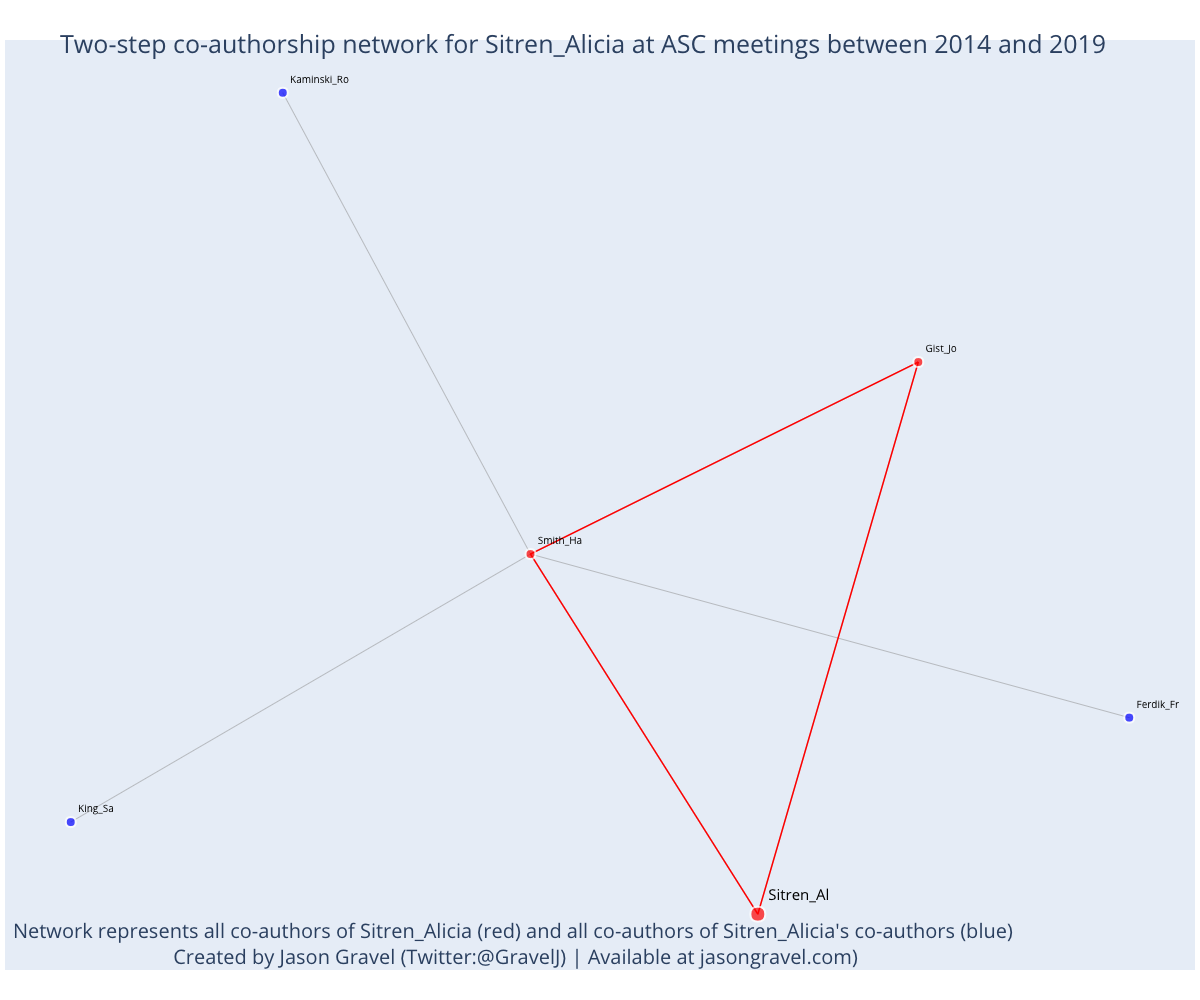 Two-step co-authorship network for Sitren_Alicia at ASC meetings between 2014 and 2019
Kaminski_Ro
Gist_Jo
Smith_Ha
Ferdik_Fr
King_Sa
Sitren_Al
Network represents all co-authors of Sitren_Alicia (red) and all co-authors of Sitren_Alicia's co-authors (blue)
Created by Jason Gravel (Twitter:@GravelJ) | Available at jasongravel.com)